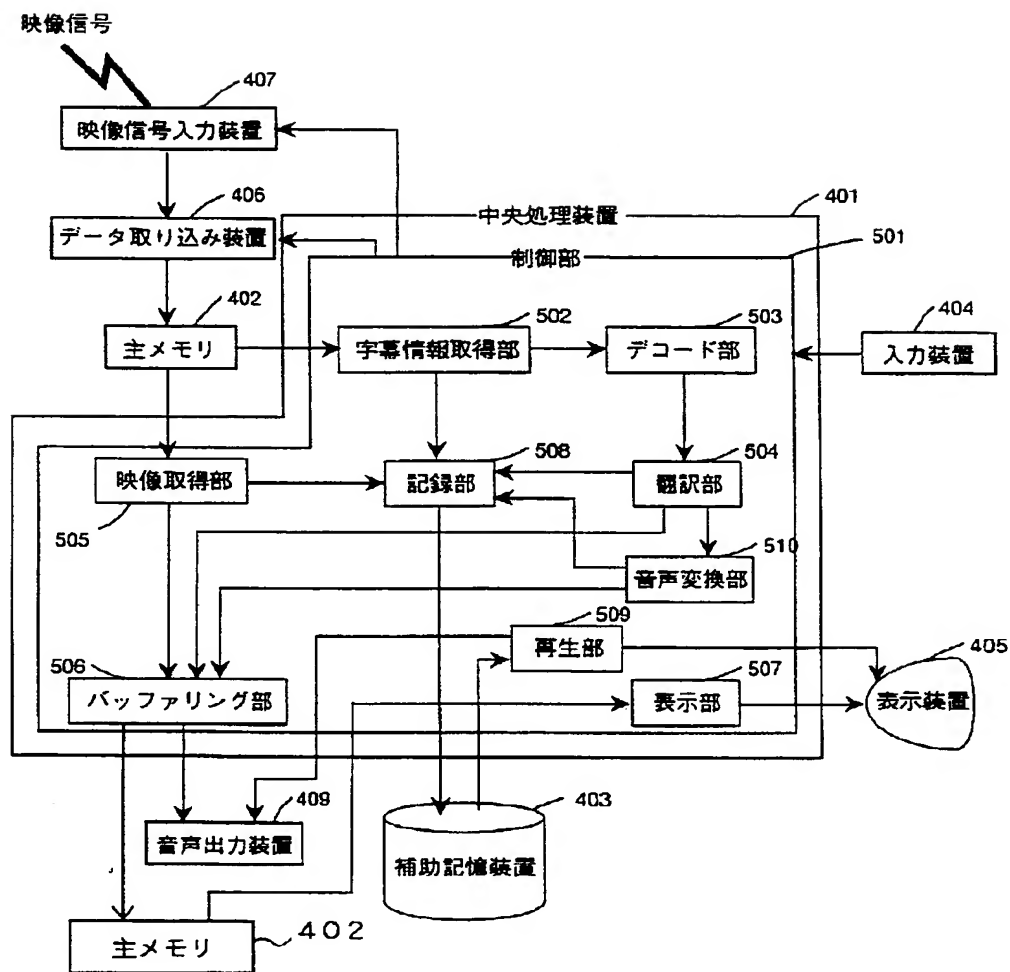 映像信号
407
映像信号入力装置
406
中央処理装置
401
データ取り込み装置
制御部
501
402
502
503
404
主メモリ
字幕情報取得部
デコード部
入力装置
508
504
映像取得部
記録部
翻訳部
505
510
音声変換部
509
再生部
405
506
507
バッファリング部
表示部
表示装置
409
403
音声出力装置
補助記憶装置
主メモリ
402